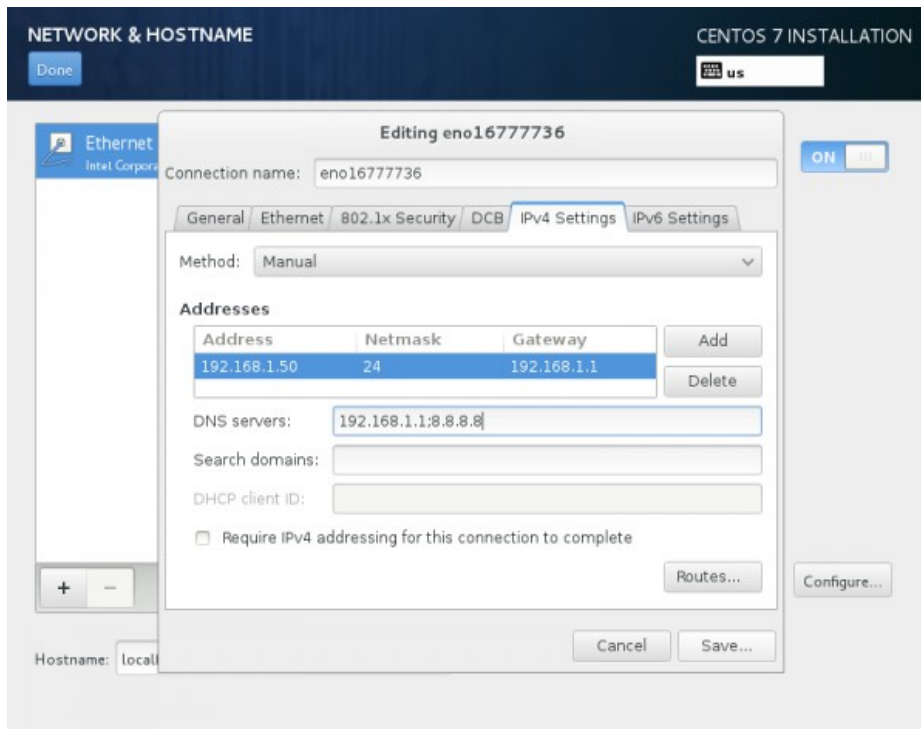 NETWORK & HOSTNAME
CENTOS 7 INSTALLATION
Done
us
Ethernet
Intel
Editing eno16777736
ON
Connection name: eno16777736
General Ethernet 802.1x Security DCB IPv4 Settings IPv6 Settings
Method: Manual
Addresses
Address Netmask Gateway
192.168.1.50 24 192.168.1.1
Add
Delete
DNS servers: 192.168.1.1;8.8.8.8
Search domains:
DHCP client ID:
Require IPv4 addressing for this connection to complete
Routes...
+ −
Configure...
Cancel Save...
Hostname: